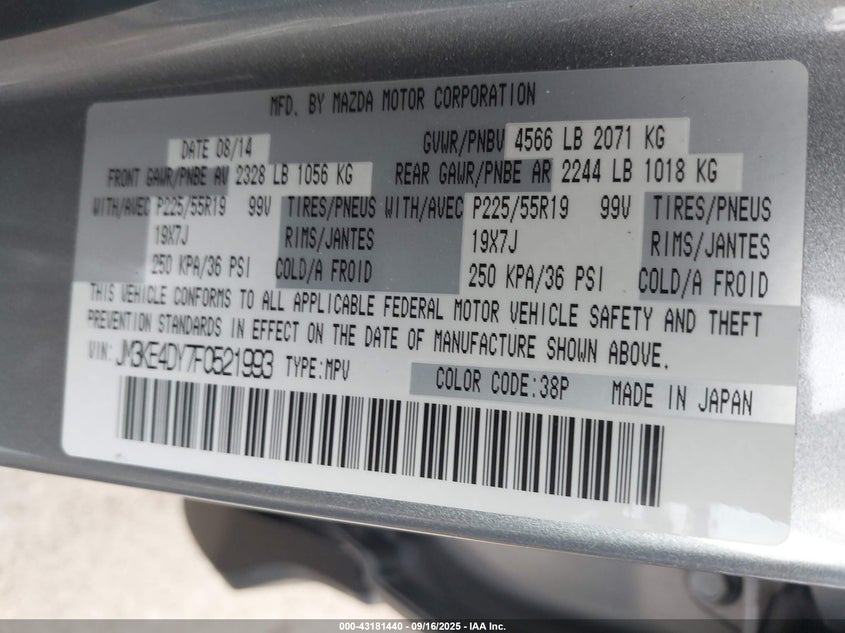 MFD. BY MAZDA MOTOR CORPORATION
DATE 08/14 GVWR/PNBV 4566 LB 2071 KG
FRONT GAWR/PNBE AV 2328 LB 1056 KG REAR GAWR/PNBE AR 2244 LB 1018 KG
WITH/AVEC P225/55R19 99V TIRES/PNEUS WITH/AVEC P225/55R19 99V TIRES/PNEUS
19X7J RIMS/JANTES 19X7J RIMS/JANTES
250 KPA/36 PSI COLD/A FROID 250 KPA/36 PSI COLD/A FROID
THIS VEHICLE CONFORMS TO ALL APPLICABLE FEDERAL MOTOR VEHICLE SAFETY AND THEFT
PREVENTION STANDARDS IN EFFECT ON THE DATE OF MANUFACTURE SHOWN ABOVE.
VIN: JM3KE4DY7F0521993 TYPE:MPV COLOR CODE:38P MADE IN JAPAN
000-43181440 - 09/16/2025 - IAA Inc.